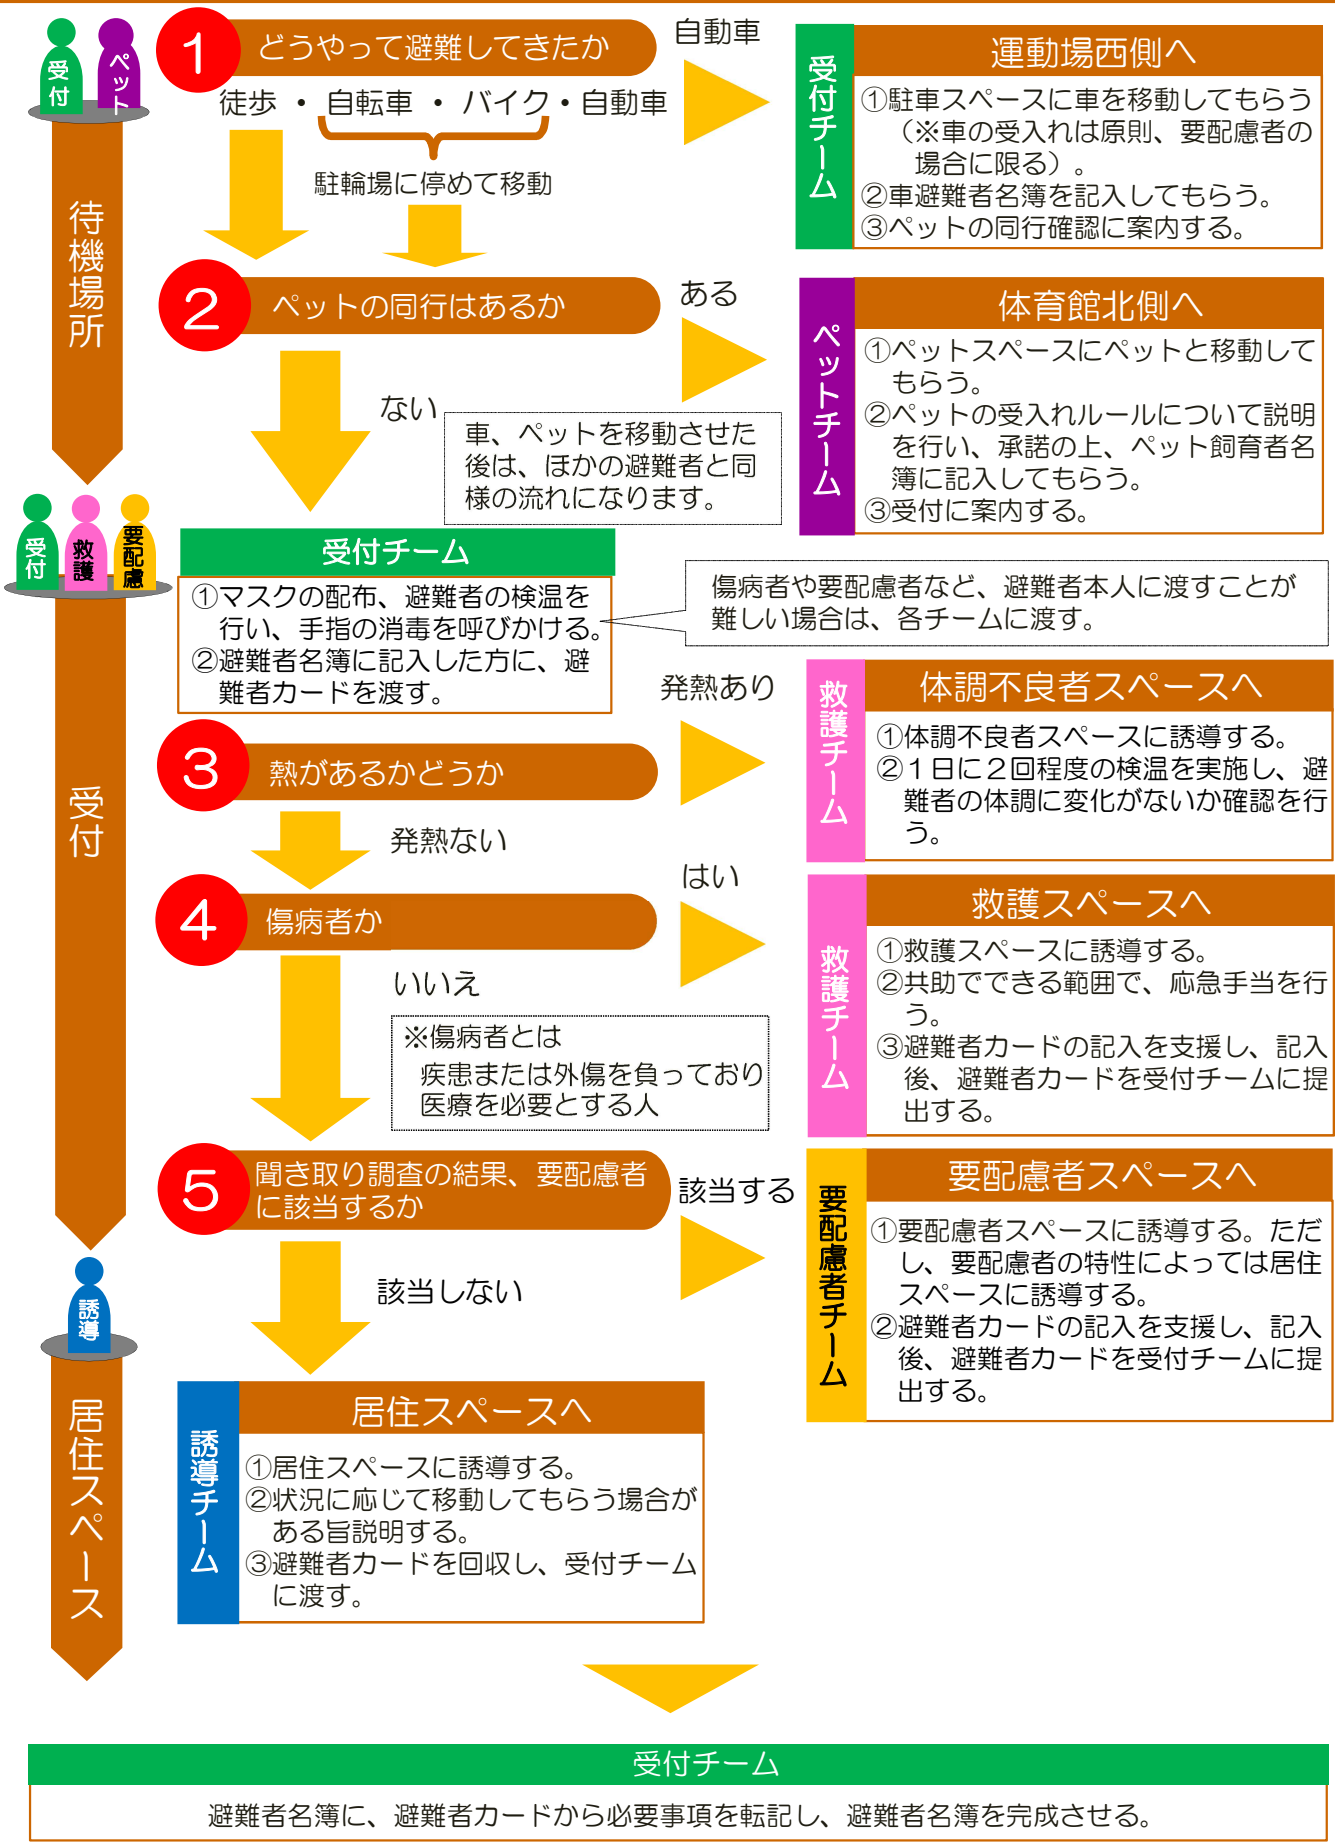 受付
ペット
待機場所
1
どうやって避難してきたか
徒歩 ・ 自転車 ・ バイク・自動車
駐輪場に停めて移動
自動車
受付チーム
運動場西側へ
①駐車スペースに車を移動してもらう
（※車の受入れは原則、要配慮者の
場合に限る）。
②車避難者名簿を記入してもらう。
③ペットの同行確認に案内する。
2
ペットの同行はあるか
ある
ペットチーム
体育館北側へ
①ペットスペースにペットと移動して
もらう。
②ペットの受入れルールについて説明
を行い、承諾の上、ペット飼育者名
簿に記入してもらう。
③受付に案内する。
ない
車、ペットを移動させた
後は、ほかの避難者と同
様の流れになります。
受付
救護
要配慮
受付
受付チーム
①マスクの配布、避難者の検温を
行い、手指の消毒を呼びかける。
②避難者名簿に記入した方に、避
難者カードを渡す。
傷病者や要配慮者など、避難者本人に渡すことが
難しい場合は、各チームに渡す。
3
熱があるかどうか
発熱あり
救護チーム
体調不良者スペースへ
①体調不良者スペースに誘導する。
②１日に２回程度の検温を実施し、避
難者の体調に変化がないか確認を行
う。
発熱ない
4
傷病者か
はい
救護チーム
救護スペースへ
①救護スペースに誘導する。
②共助でできる範囲で、応急手当を行
う。
③避難者カードの記入を支援し、記入
後、避難者カードを受付チームに提
出する。
いいえ
※傷病者とは
疾患または外傷を負っており
医療を必要とする人
5
聞き取り調査の結果、要配慮者
に該当するか
該当する
要配慮者チーム
要配慮者スペースへ
①要配慮者スペースに誘導する。ただ
し、要配慮者の特性によっては居住
スペースに誘導する。
②避難者カードの記入を支援し、記入
後、避難者カードを受付チームに提
出する。
該当しない
誘導
居住スペース
誘導チーム
居住スペースへ
①居住スペースに誘導する。
②状況に応じて移動してもらう場合が
ある旨説明する。
③避難者カードを回収し、受付チーム
に渡す。
受付チーム
避難者名簿に、避難者カードから必要事項を転記し、避難者名簿を完成させる。